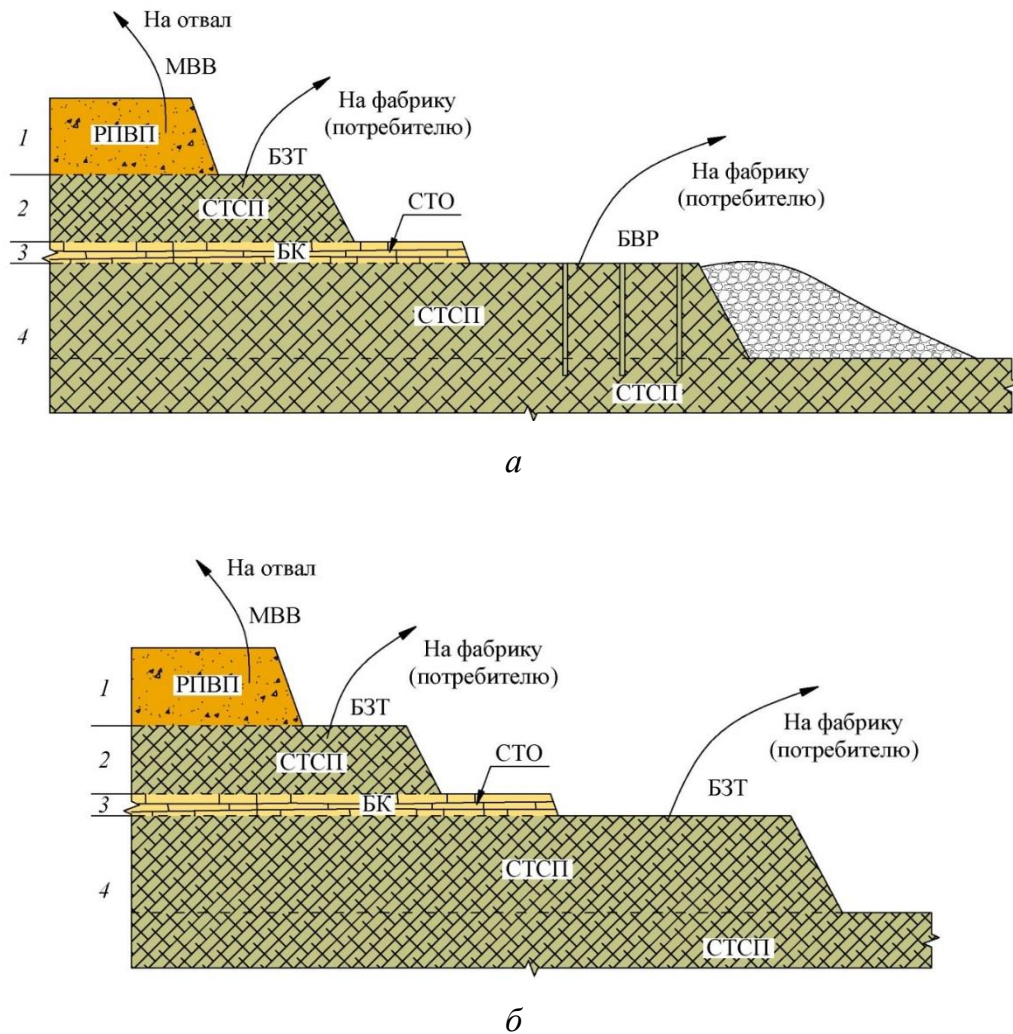 На отвал
МВВ
На фабрику
(потребителю)
1
РПВП
БЗТ
На фабрику
(потребителю)
2
СТСП
СТО
3
БК
БВР
4
СТСП
СТСП
а
На отвал
МВВ
На фабрику
(потребителю)
1
РПВП
БЗТ
На фабрику
(потребителю)
2
СТСП
СТО
3
БК
БЗТ
4
СТСП
СТСП
б